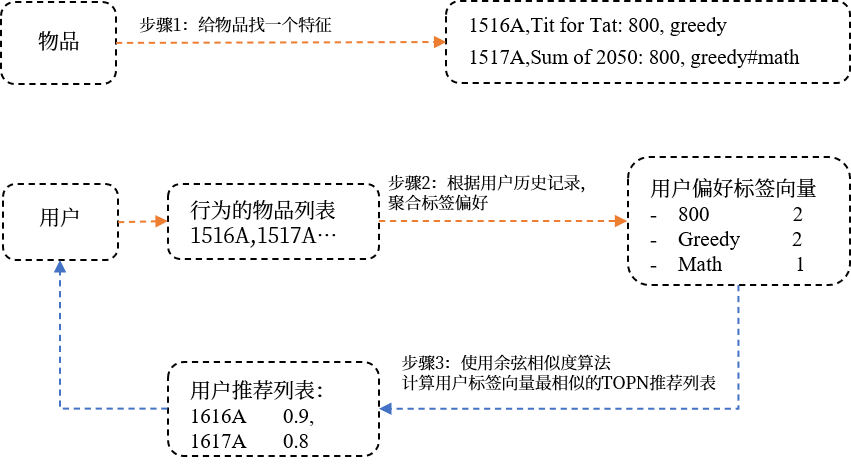 物品
步骤1：给物品找一个特征
1516A,Tit for Tat: 800, greedy
1517A,Sum of 2050: 800, greedy#math
用户
行为的物品列表
1516A,1517A…
步骤2：根据用户历史记录,
聚合标签偏好
用户偏好标签向量
- 800 2
- Greedy 2
- Math 1
步骤3：使用余弦相似度算法
计算用户标签向量最相似的TOPN推荐列表
用户推荐列表：
1616A 0.9,
1617A 0.8